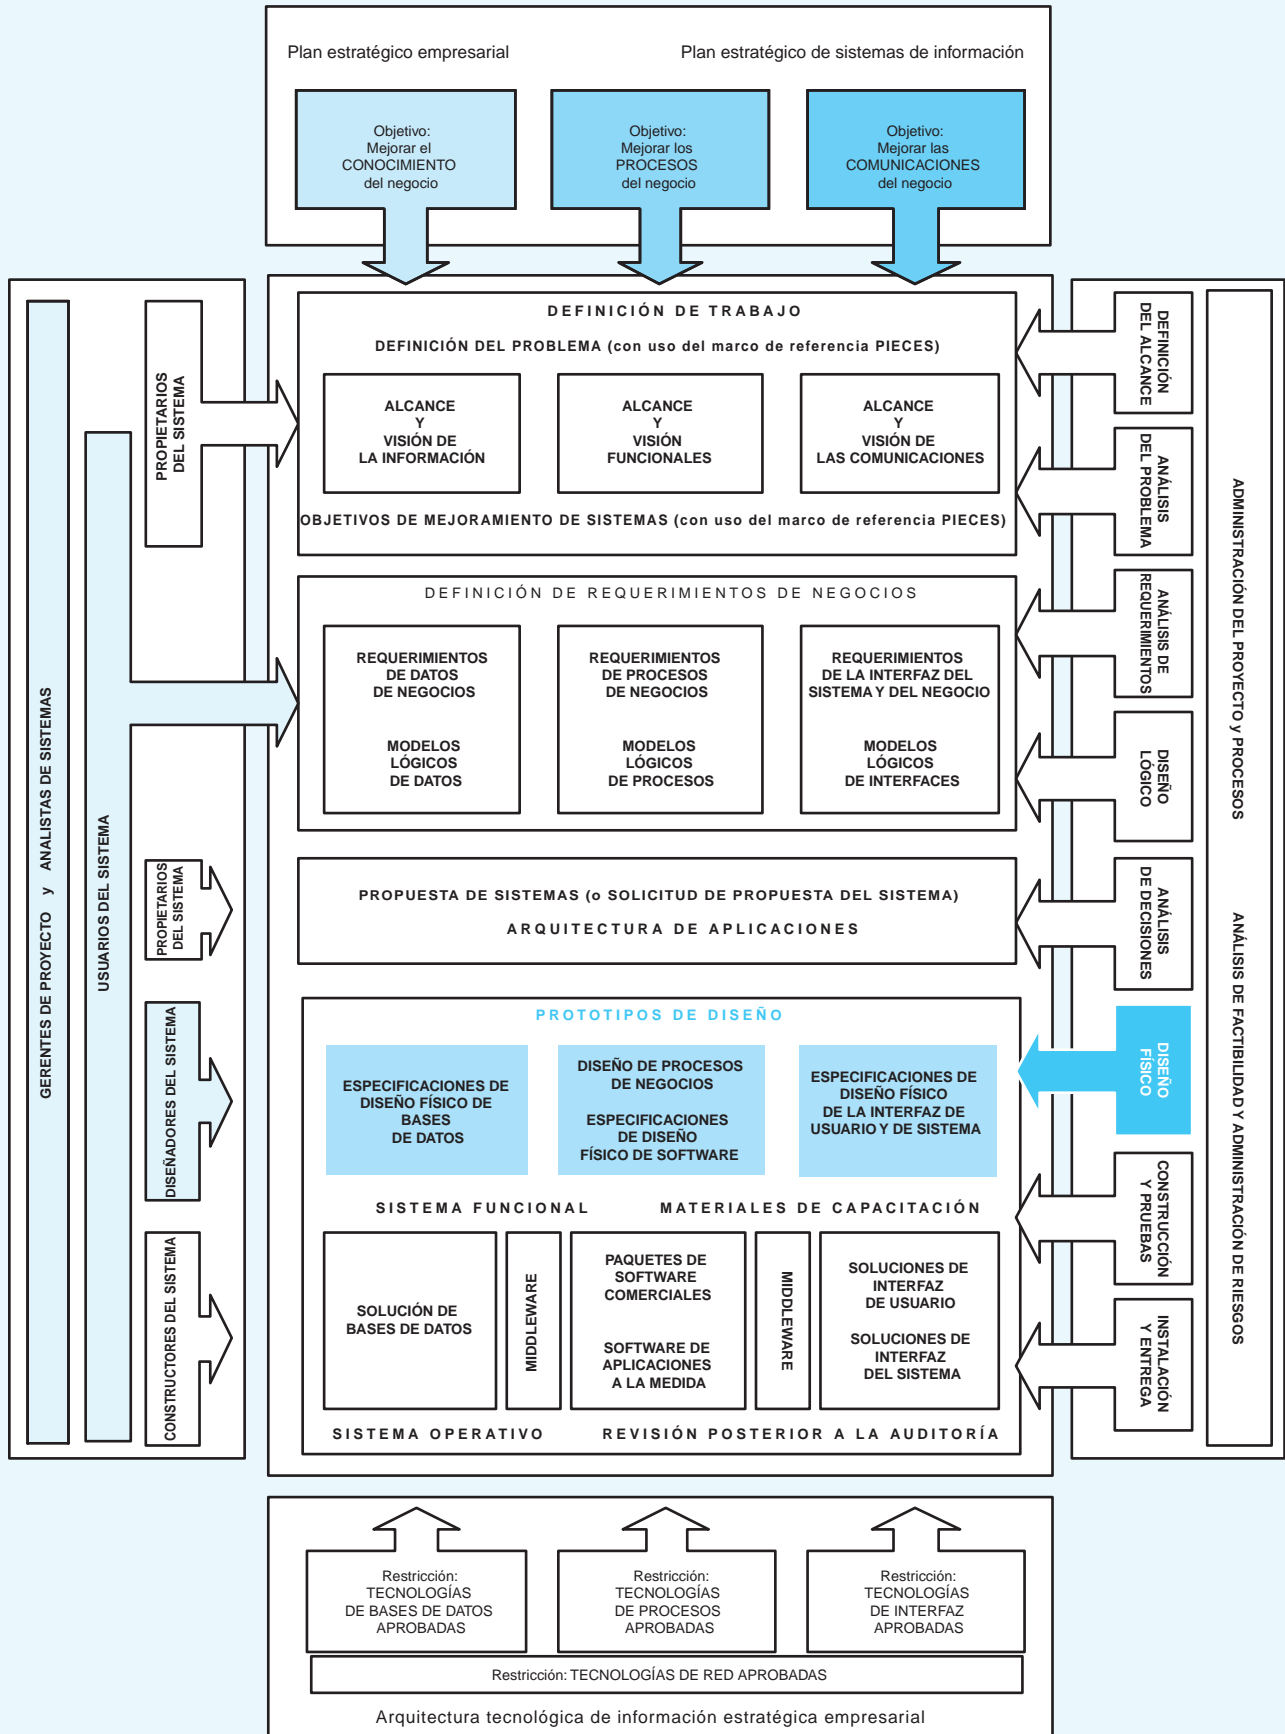 Plan estratégico empresarial
Plan estratégico de sistemas de información
Objetivo:
Mejorar el
CONOCIMIENTO
del negocio
Objetivo:
Mejorar los
PROCESOS
del negocio
Objetivo:
Mejorar las
COMUNICACIONES
del negocio
GERENTES DE PROYECTO y ANALISTAS DE SISTEMAS
USUARIOS DEL SISTEMA
PROPIETARIOS
DEL SISTEMA
PROPIETARIOS
DEL SISTEMA
DISEÑADORES DEL SISTEMA
CONSTRUCTORES DEL SISTEMA
DEFINICIÓN DE TRABAJO
DEFINICIÓN DEL PROBLEMA (con uso del marco de referencia PIECES)
ALCANCE
Y
VISIÓN DE
LA INFORMACIÓN
ALCANCE
Y
VISIÓN
FUNCIONALES
ALCANCE
Y
VISIÓN DE
LAS COMUNICACIONES
OBJETIVOS DE MEJORAMIENTO DE SISTEMAS (con uso del marco de referencia PIECES)
DEFINICIÓN DE REQUERIMIENTOS DE NEGOCIOS
REQUERIMIENTOS
DE DATOS
DE NEGOCIOS
MODELOS
LÓGICOS
DE DATOS
REQUERIMIENTOS
DE PROCESOS
DE NEGOCIOS
MODELOS
LÓGICOS
DE PROCESOS
REQUERIMIENTOS
DE LA INTERFAZ DEL
SISTEMA Y DEL NEGOCIO
MODELOS
LÓGICOS
DE INTERFACES
PROPUESTA DE SISTEMAS (o SOLICITUD DE PROPUESTA DEL SISTEMA)
ARQUITECTURA DE APLICACIONES
PROTOTIPOS DE DISEÑO
ESPECIFICACIONES DE
DISEÑO FÍSICO DE
BASES
DE DATOS
DISEÑO DE PROCESOS
DE NEGOCIOS
ESPECIFICACIONES
DE DISEÑO
FÍSICO DE SOFTWARE
ESPECIFICACIONES DE
DISEÑO FÍSICO
DE LA INTERFAZ DE
USUARIO Y DE SISTEMA
SISTEMA FUNCIONAL
MATERIALES DE CAPACITACIÓN
SOLUCIÓN DE
BASES DE DATOS
MIDDLEWARE
PAQUETES DE
SOFTWARE
COMERCIALES
SOFTWARE DE
APLICACIONES
A LA MEDIDA
MIDDLEWARE
SOLUCIONES DE
INTERFAZ
DE USUARIO
SOLUCIONES DE
INTERFAZ
DEL SISTEMA
SISTEMA OPERATIVO
REVISIÓN POSTERIOR A LA AUDITORÍA
DEFINICIÓN
DEL ALCANCE
ANÁLISIS
DEL PROBLEMA
ANÁLISIS DE
REQUERIMIENTOS
DISEÑO
LÓGICO
ANÁLISIS
DE DECISIONES
DISEÑO
FÍSICO
CONSTRUCCIÓN
Y PRUEBAS
INSTALACIÓN
Y ENTREGA
ADMINISTRACIÓN DEL PROYECTO y PROCESOS
ANÁLISIS DE FACTIBILIDAD Y ADMINISTRACIÓN DE RIESGOS
Restricción:
TECNOLOGÍAS
DE BASES DE DATOS
APROBADAS
Restricción:
TECNOLOGÍAS
DE PROCESOS
APROBADAS
Restricción:
TECNOLOGÍAS
DE INTERFAZ
APROBADAS
Restricción: TECNOLOGÍAS DE RED APROBADAS
Arquitectura tecnológica de información estratégica empresarial